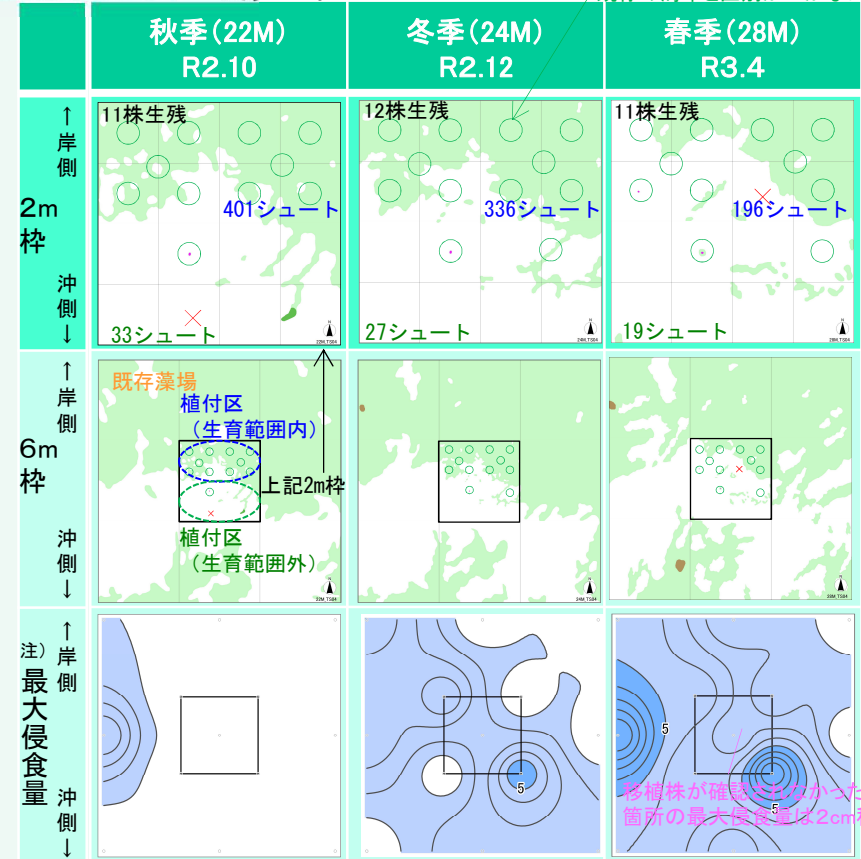 秋季(22M)
R2.10
冬季(24M)
R2.12
春季(28M)
R3.4
↑
岸
側
2m
枠
沖
側
↓
11株生残
401シュート
33シュート
12株生残
336シュート
27シュート
11株生残
196シュート
19シュート
↑
岸
側
6m
枠
沖
側
↓
既存藻場
植付区
(生育範囲内)
上記2m枠
植付区
(生育範囲外)
↑
岸
側
注)
最
大
侵
食
量
沖
側
↓
5
5
5
移植株が確認されなかった
箇所の最大侵食量は2cm